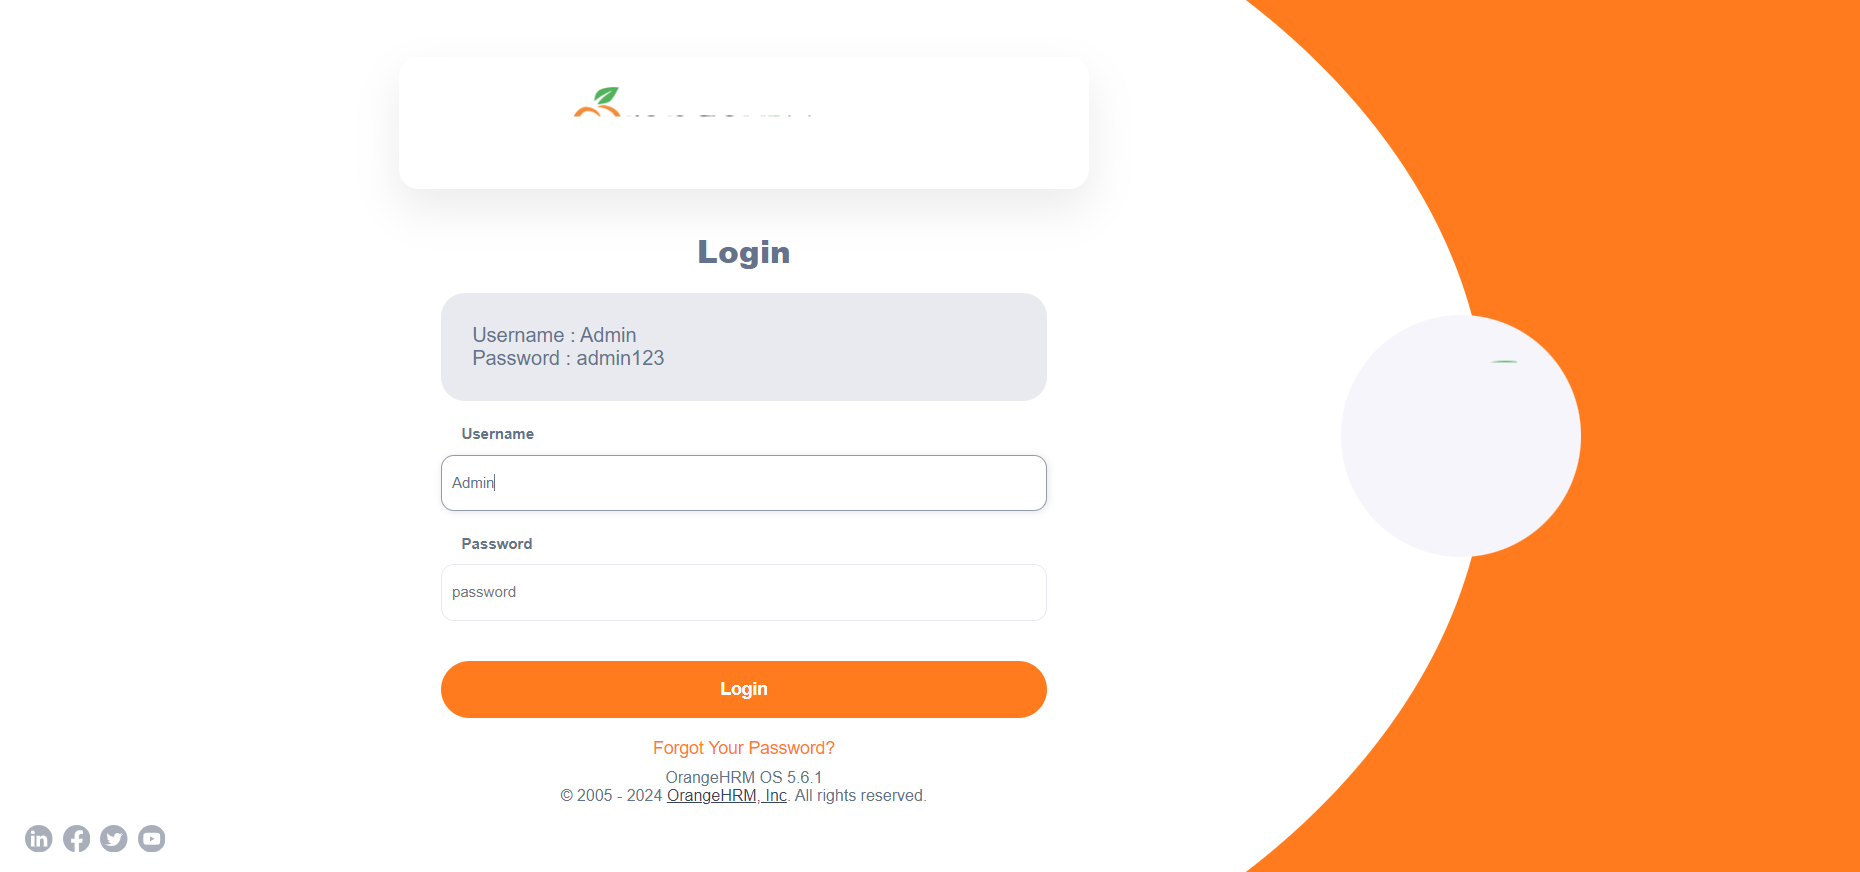 Login
Username : Admin
Password : admin123
Username
Admin
Password
password
Login
Forgot Your Password?
OrangeHRM OS 5.6.1
© 2005 - 2024 OrangeHRM, Inc. All rights reserved.